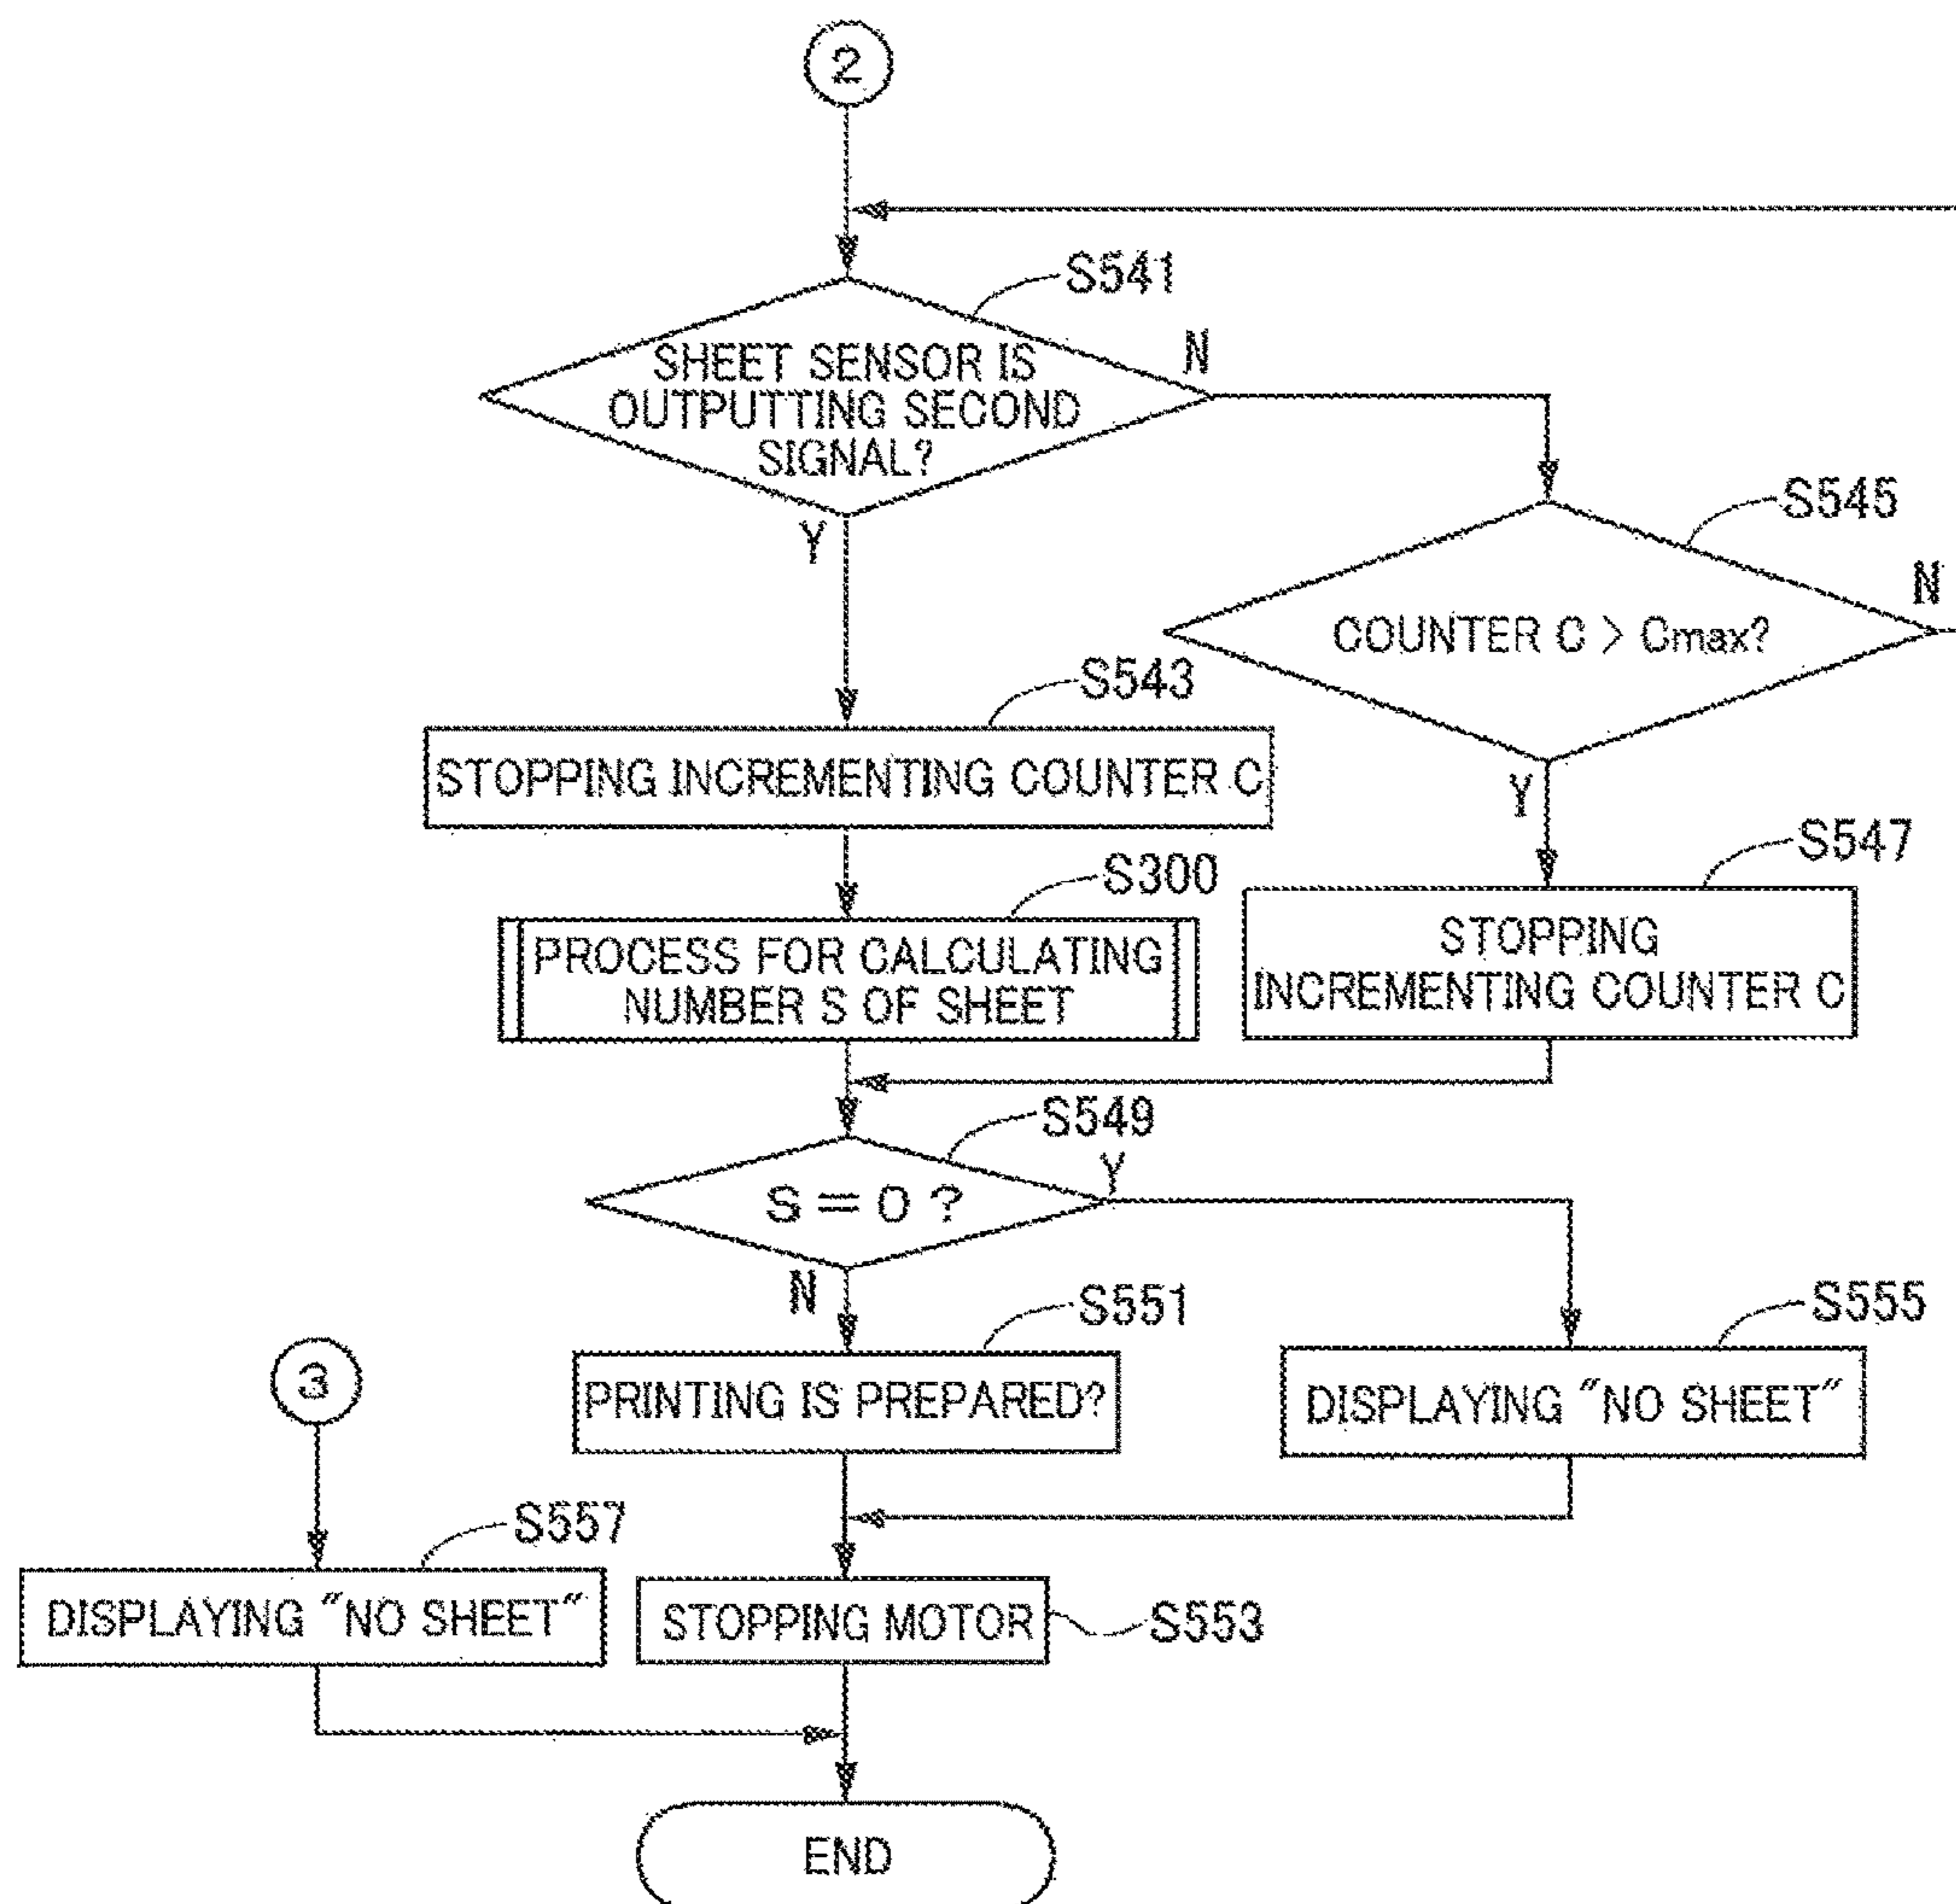 2
S541
SHEET SENSOR IS
OUTPUTTING SECOND
SIGNAL?
N
Y
S545
COUNTER C > Cmax?
N
Y
S543
STOPPING INCREMENTING COUNTER C
S547
STOPPING
INCREMENTING COUNTER C
S300
PROCESS FOR CALCULATING
NUMBER S OF SHEET
S549
S = 0 ?
Y
N
S551
PRINTING IS PREPARED?
S555
DISPLAYING "NO SHEET"
3
S557
DISPLAYING "NO SHEET"
STOPPING MOTOR
S553
END